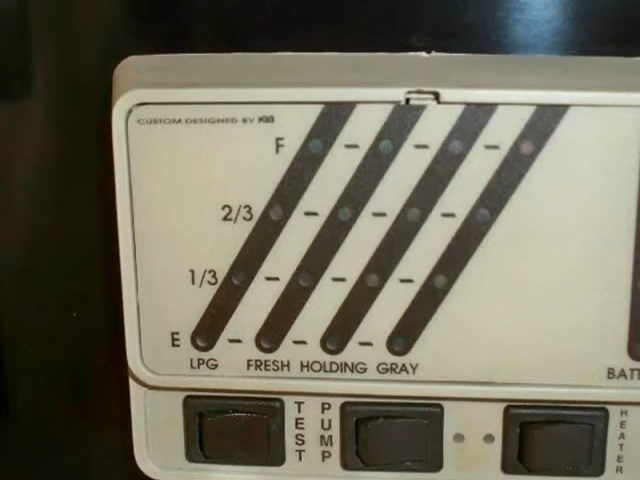 CUSTOM DESIGNED BY KIB
F
2/3
1/3
E
LPG FRESH HOLDING GRAY
BATT
TEST
PUMP
HEATER